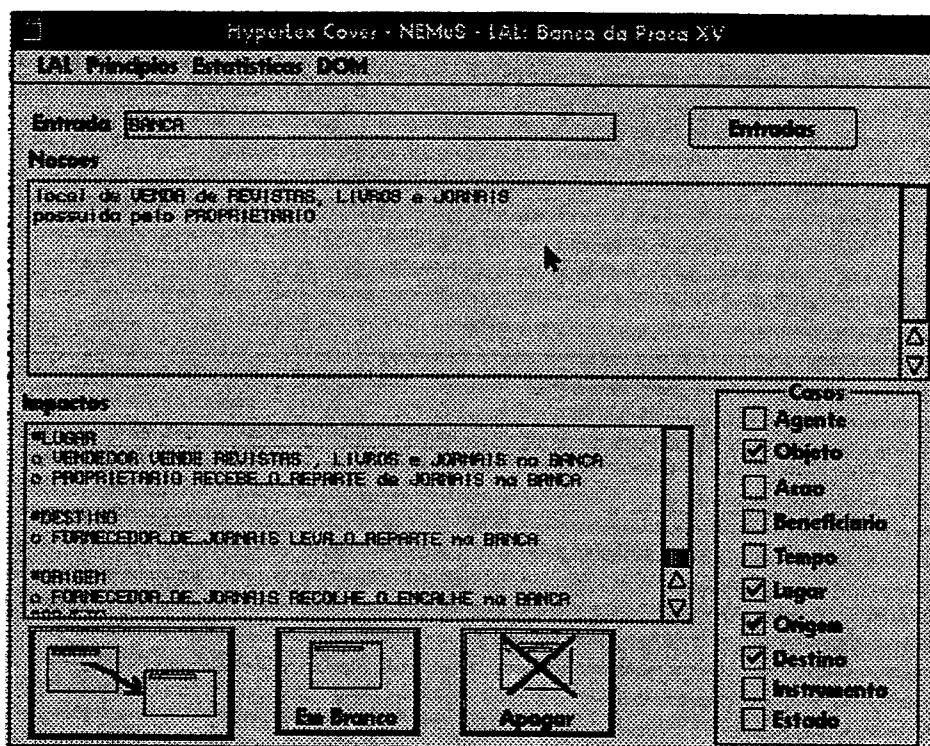 Hyperlex Cover - NEMuS - LAL: Banca da Praca XV
LAL Principios Estatisticas DOM
Entrada BANCA
Entradas
Nocoes
local de VENDA de REVISTAS, LIVROS e JORNAIS
possuida pelo PROPRIETARIO
Impactos
#LUGAR
o VENDEDOR VENDE REVISTAS , LIVROS e JORNAIS na BANCA
o PROPRIETARIO RECEBE_O_REPARTE de JORNAIS na BANCA
#DESTINO
o FORNECEDOR_DE_JORNAIS LEVA_O_REPARTE na BANCA
#ORIGEM
o FORNECEDOR_DE_JORNAIS RECOLHE_O_ENCALHE na BANCA
Casos
Agente
Objeto
Acao
Beneficiario
Tempo
Lugar
Origem
Destino
Instrumento
Estado
Em Branco
Apagar